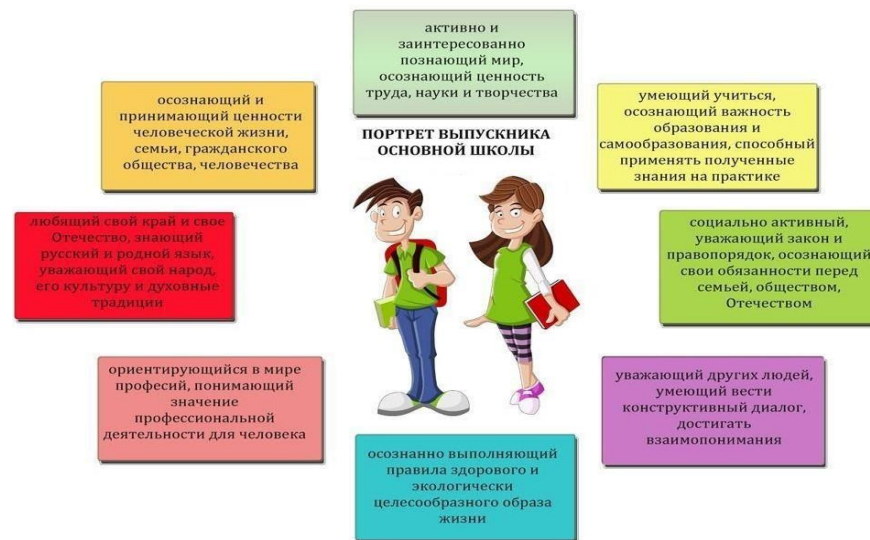 активно и
заинтересованно
познающий мир,
осознающий ценность
труда, науки и творчества
осознающий и
принимающий ценности
человеческой жизни,
семьи, гражданского
общества, человечества
ПОРТРЕТ ВЫПУСКНИКА
ОСНОВНОЙ ШКОЛЫ
умеющий учиться,
осознающий важность
образования и
самообразования, способный
применять полученные
знания на практике
любящий свой край и свое
Отечество, знающий
русский и родной язык,
уважающий свой народ,
его культуру и духовные
традиции
социально активный,
уважающий закон и
правопорядок, осознающий
свои обязанности перед
семьей, обществом,
Отечеством
ориентирующийся в мире
професий, понимающий
значение
профессиональной
деятельности для человека
уважающий других людей,
умеющий вести
конструктивный диалог,
достигать
взаимопонимания
осознанно выполняющий
правила здорового и
экологически
целесообразного образа
жизни